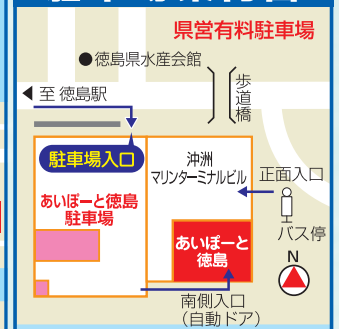 県営有料駐車場
●徳島県水産会館
◀至 徳島駅
歩道橋
駐車場入口
沖洲
マリンターミナルビル
正面入口
あいぽーと徳島
駐車場
あいぽーと
徳島
バス停
N
南側入口
(自動ドア)